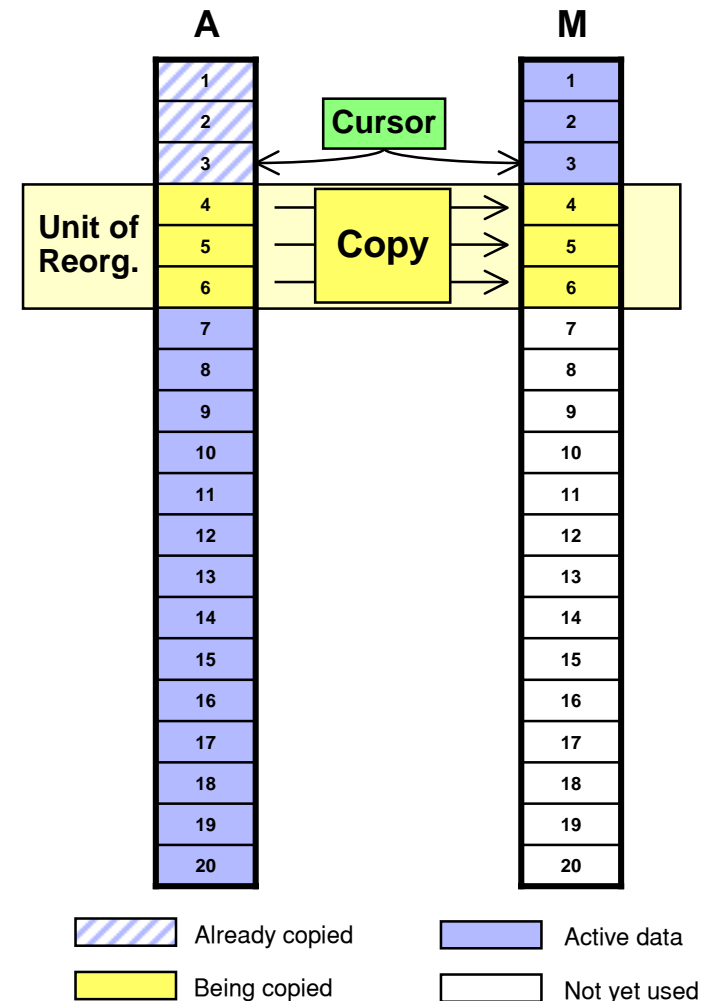 A M
1 1
2 2
Cursor
3 3
4 4
Unit of
Reorg.
5 Copy 5
6 6
7 7
8 8
9 9
10 10
11 11
12 12
13 13
14 14
15 15
16 16
17 17
18 18
19 19
20 20
Already copied Active data
Being copied Not yet used